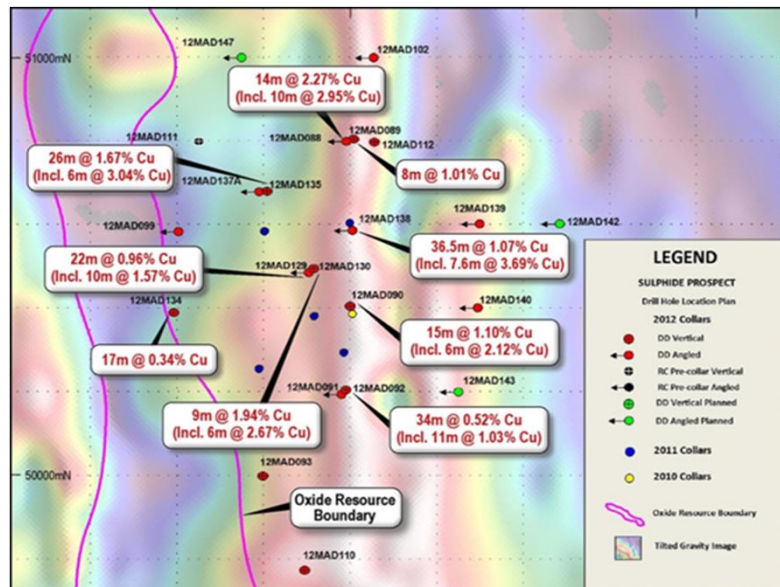 12MAD147
12MAD102
51000mN
14m @ 2.27% Cu
(Incl. 10m @ 2.95% Cu)
12MAD111
12MAD088
12MAD089
12MAD112
26m @ 1.67% Cu
(Incl. 6m @ 3.04% Cu)
8m @ 1.01% Cu
12MAD137A
12MAD135
12MAD099
12MAD138
12MAD139
12MAD142
22m @ 0.96% Cu
(Incl. 10m @ 1.57% Cu)
36.5m @ 1.07% Cu
(Incl. 7.6m @ 3.69% Cu)
12MAD129
12MAD130
12MAD134
12MAD090
12MAD140
17m @ 0.34% Cu
15m @ 1.10% Cu
(Incl. 6m @ 2.12% Cu)
12MAD091
12MAD092
12MAD143
9m @ 1.94% Cu
(Incl. 6m @ 2.67% Cu)
34m @ 0.52% Cu
(Incl. 11m @ 1.03% Cu)
50000mN
12MAD093
Oxide Resource
Boundary
12MAD110
LEGEND
SULPHIDE PROSPECT
Drill Hole Location Plan
2012 Collars
DD Vertical
DD Angled
RC Pre-collar Vertical
RC Pre-collar Angled
DD Vertical Planned
DD Angled Planned
2011 Collars
2010 Collars
Oxide Resource Boundary
Tilted Gravity Image